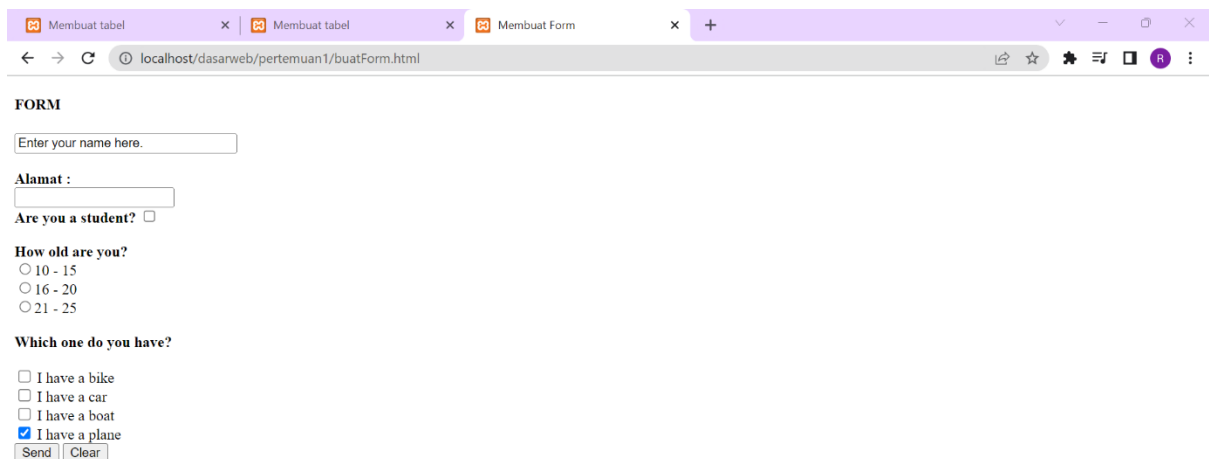 Membuat tabel Membuat tabel Membuat Form
localhost/dasarweb/pertemuan1/buatForm.html R
FORM
Enter your name here.
Alamat :
Are you a student?
How old are you?
10 - 15
16 - 20
21 - 25
Which one do you have?
I have a bike
I have a car
I have a boat
I have a plane
Send Clear